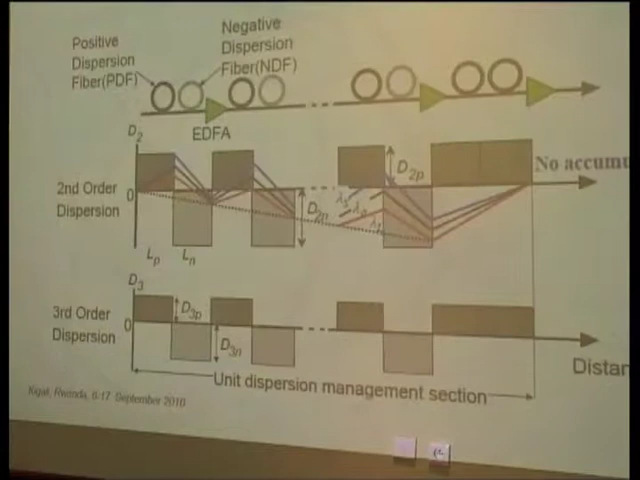 Positive
Dispersion
Fiber(PDF)
Negative
Dispersion
Fiber(NDF)
EDFA
D2
2nd Order
Dispersion
0
D2p
D2p
No accumu
λ
λ
λ
Lp
Ln
D3
3rd Order
Dispersion
0
D3p
D3n
Distan
Unit dispersion management section
Kigali, Rwanda, 6-17 September 2010